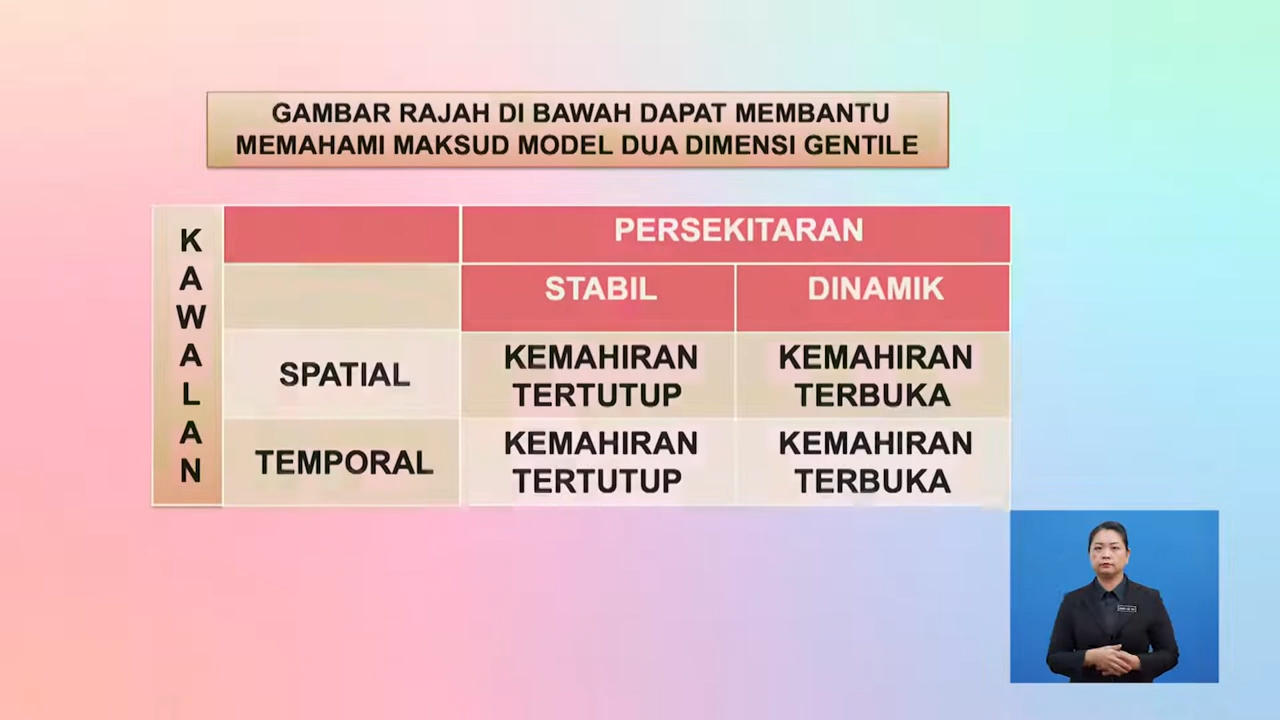 GAMBAR RAJAH DI BAWAH DAPAT MEMBANTU
MEMAHAMI MAKSUD MODEL DUA DIMENSI GENTILE
KAWALAN
PERSEKITARAN
STABIL
DINAMIK
SPATIAL
KEMAHIRAN
TERTUTUP
KEMAHIRAN
TERBUKA
TEMPORAL
KEMAHIRAN
TERTUTUP
KEMAHIRAN
TERBUKA